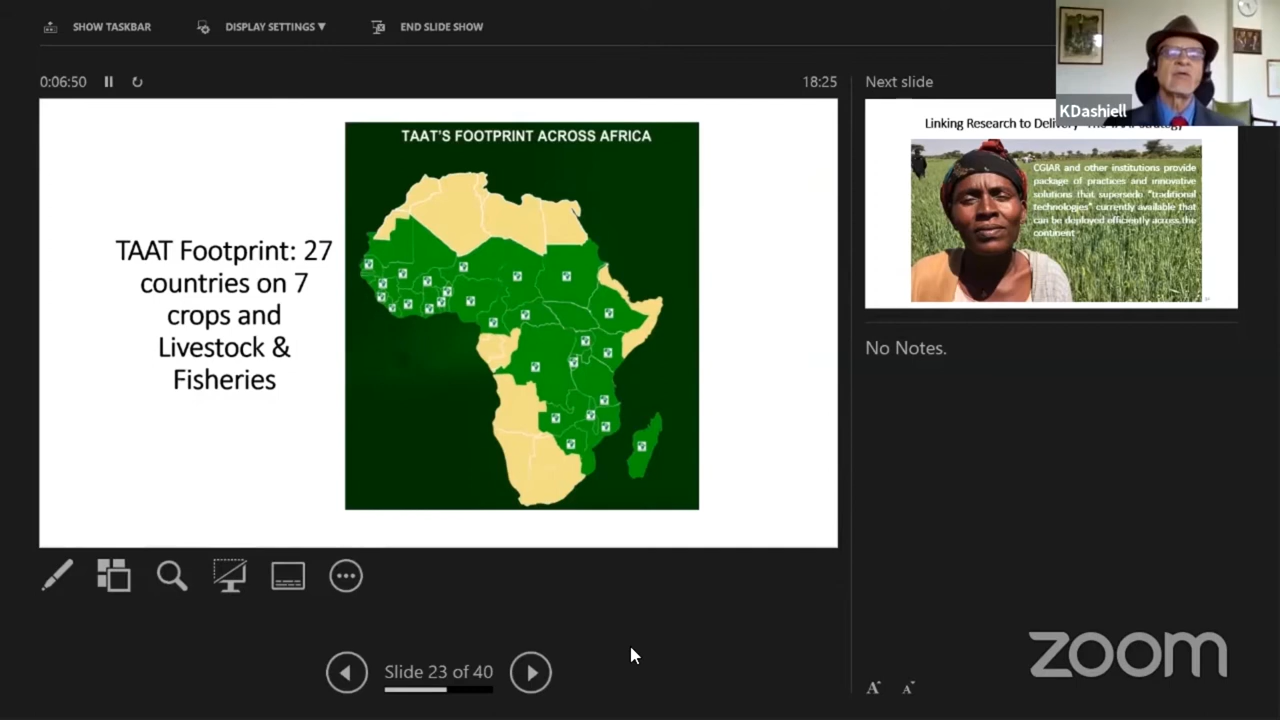 SHOW TASKBAR
DISPLAY SETTINGS ▼
END SLIDE SHOW
0:06:50
18:25
Next slide
KDashiell
TAAT'S FOOTPRINT ACROSS AFRICA
TAAT Footprint: 27
countries on 7
crops and
Livestock &
Fisheries
Linking Research to Delivery The TAAT strategy
CGIAR and other institutions provide
package of practices and innovative
solutions that supersede "traditional
technologies" currently available that
can be deployed efficiently across the
continent
No Notes.
Slide 23 of 40
zoom
A A